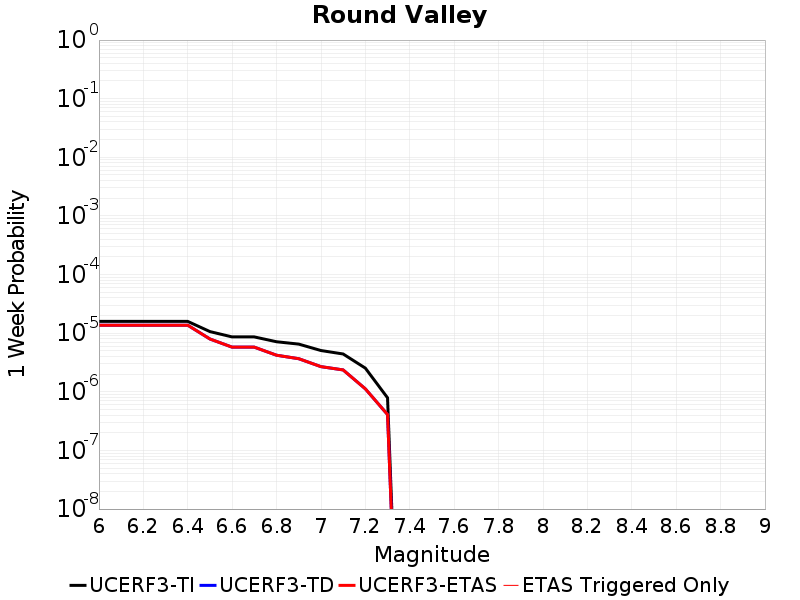 Round Valley
10^0
10^-1
10^-2
10^-3
10^-4
10^-5
10^-6
10^-7
10^-8
1 Week Probability
6 6.2 6.4 6.6 6.8 7 7.2 7.4 7.6 7.8 8 8.2 8.4 8.6 8.8 9
Magnitude
UCERF3-TI UCERF3-TD UCERF3-ETAS ETAS Triggered Only